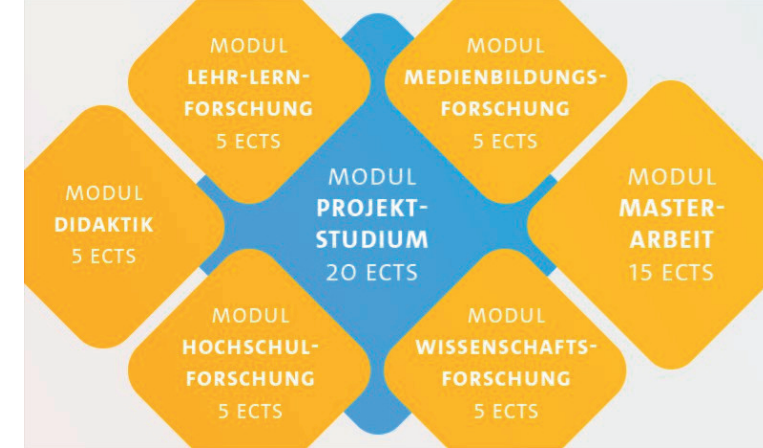 MODUL
LEHR-LERN-
FORSCHUNG
5 ECTS
MODUL
MEDIENBILDUNGS-
FORSCHUNG
5 ECTS
MODUL
DIDAKTIK
5 ECTS
MODUL
PROJEKT-
STUDIUM
20 ECTS
MODUL
MASTER-
ARBEIT
15 ECTS
MODUL
HOCHSCHUL-
FORSCHUNG
5 ECTS
MODUL
WISSENSCHAFTS-
FORSCHUNG
5 ECTS